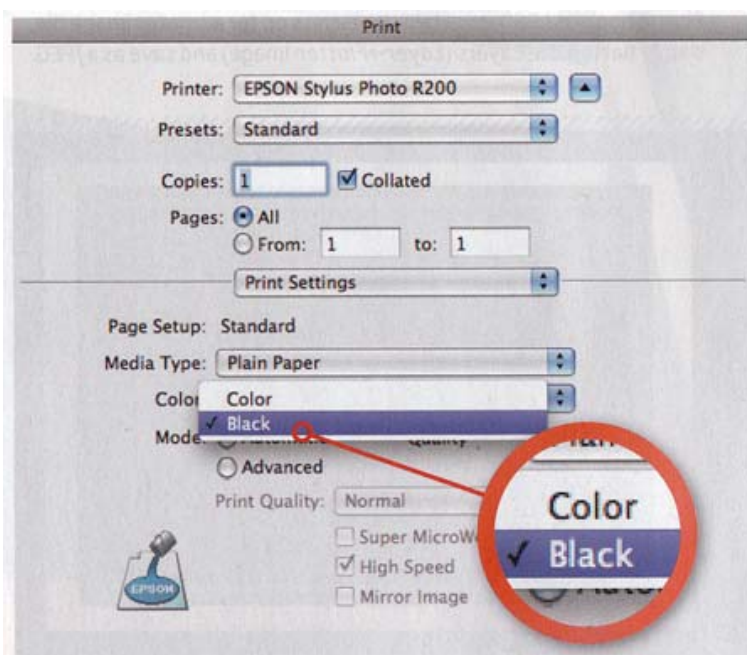 Print
Printer: EPSON Stylus Photo R200
Presets: Standard
Copies: 1 Collated
Pages: All
From: 1 to: 1
Print Settings
Page Setup: Standard
Media Type: Plain Paper
Color
Color
✓ Black
Mode:
Advanced
Print Quality: Normal
Super
High Speed
Mirror Image
EPSON
Color
✓ Black